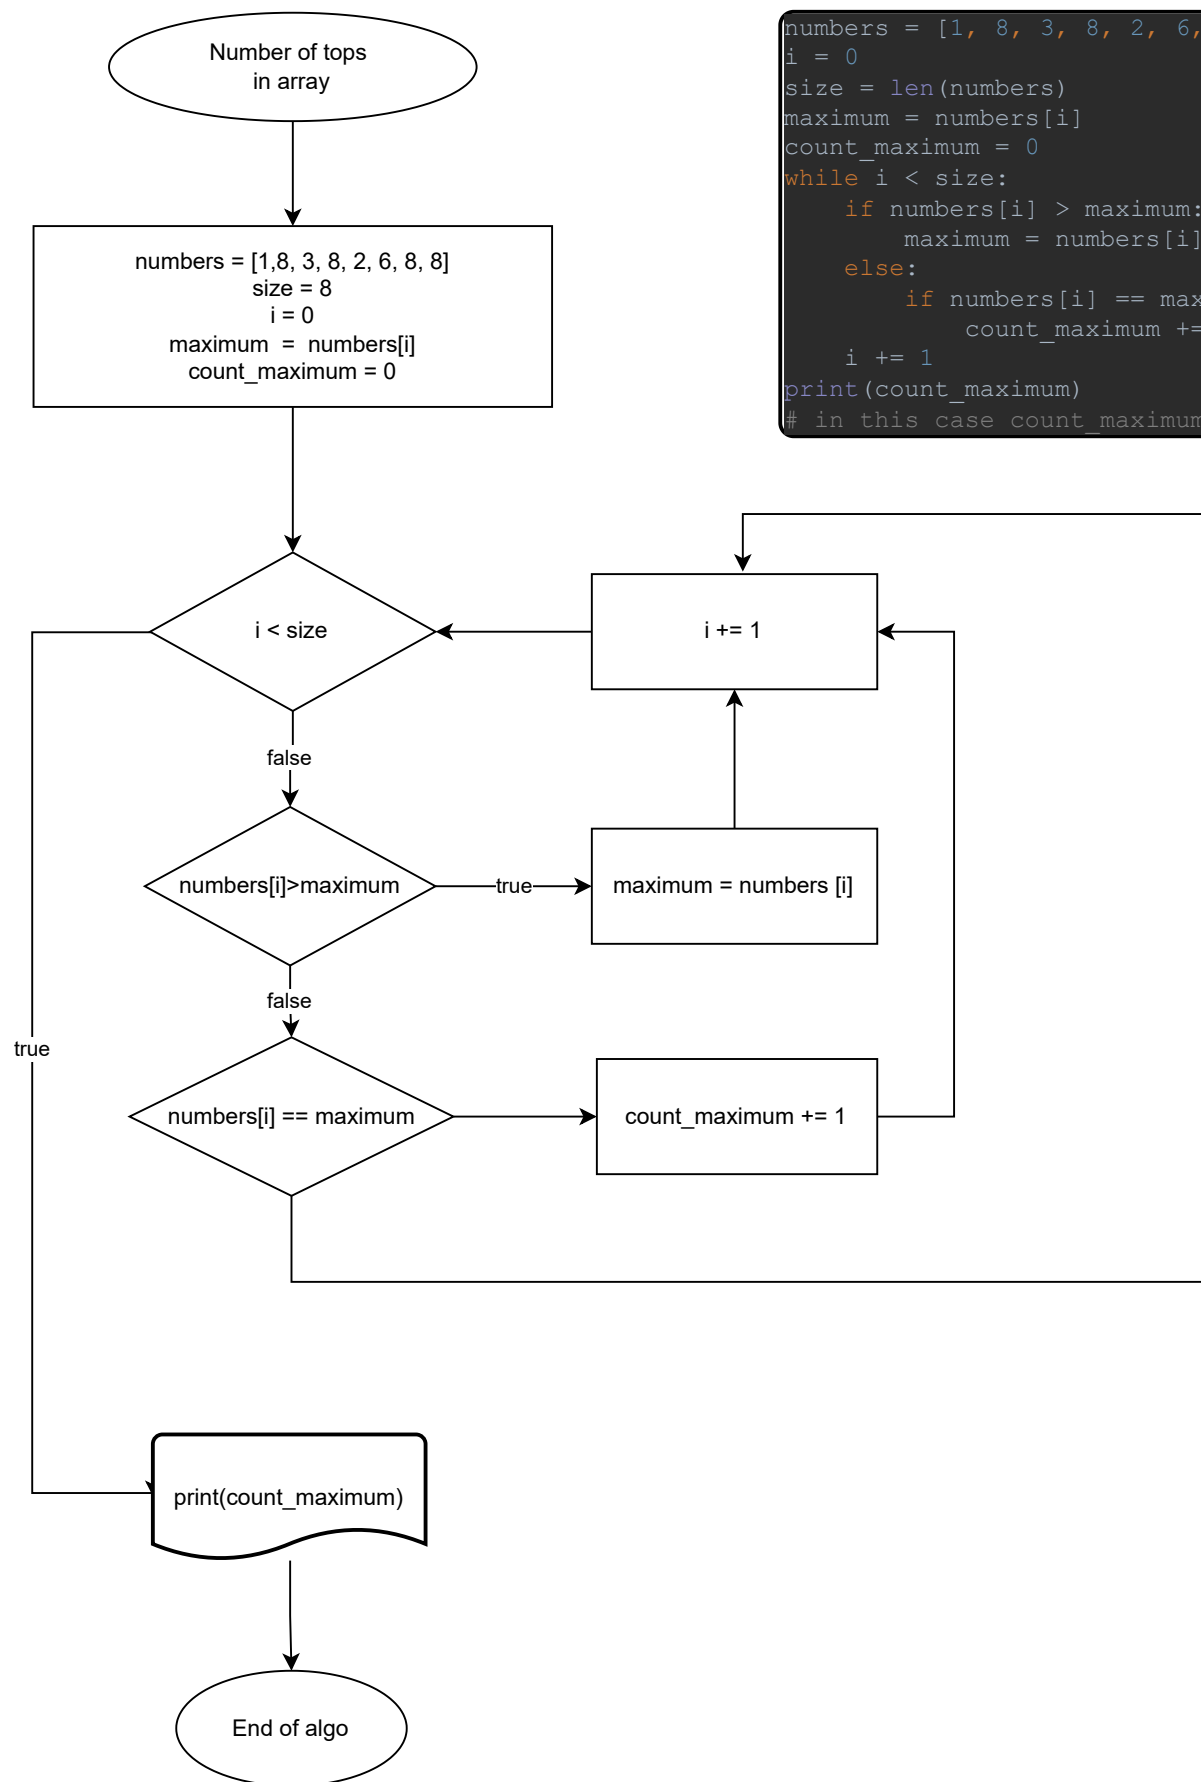 Number of tops
in array
numbers = [1, 8, 3, 8, 2, 6,
i = 0
size = len(numbers)
maximum = numbers[i]
count_maximum = 0
while i < size:
    if numbers[i] > maximum:
        maximum = numbers[i]
    else:
        if numbers[i] == max
            count_maximum +=
    i += 1
print(count_maximum)
# in this case count_maximum
numbers = [1,8, 3, 8, 2, 6, 8, 8]
size = 8
i = 0
maximum  =  numbers[i]
count_maximum = 0
i < size
i += 1
false
numbers[i]>maximum
true
maximum = numbers [i]
false
true
numbers[i] == maximum
count_maximum += 1
print(count_maximum)
End of algo